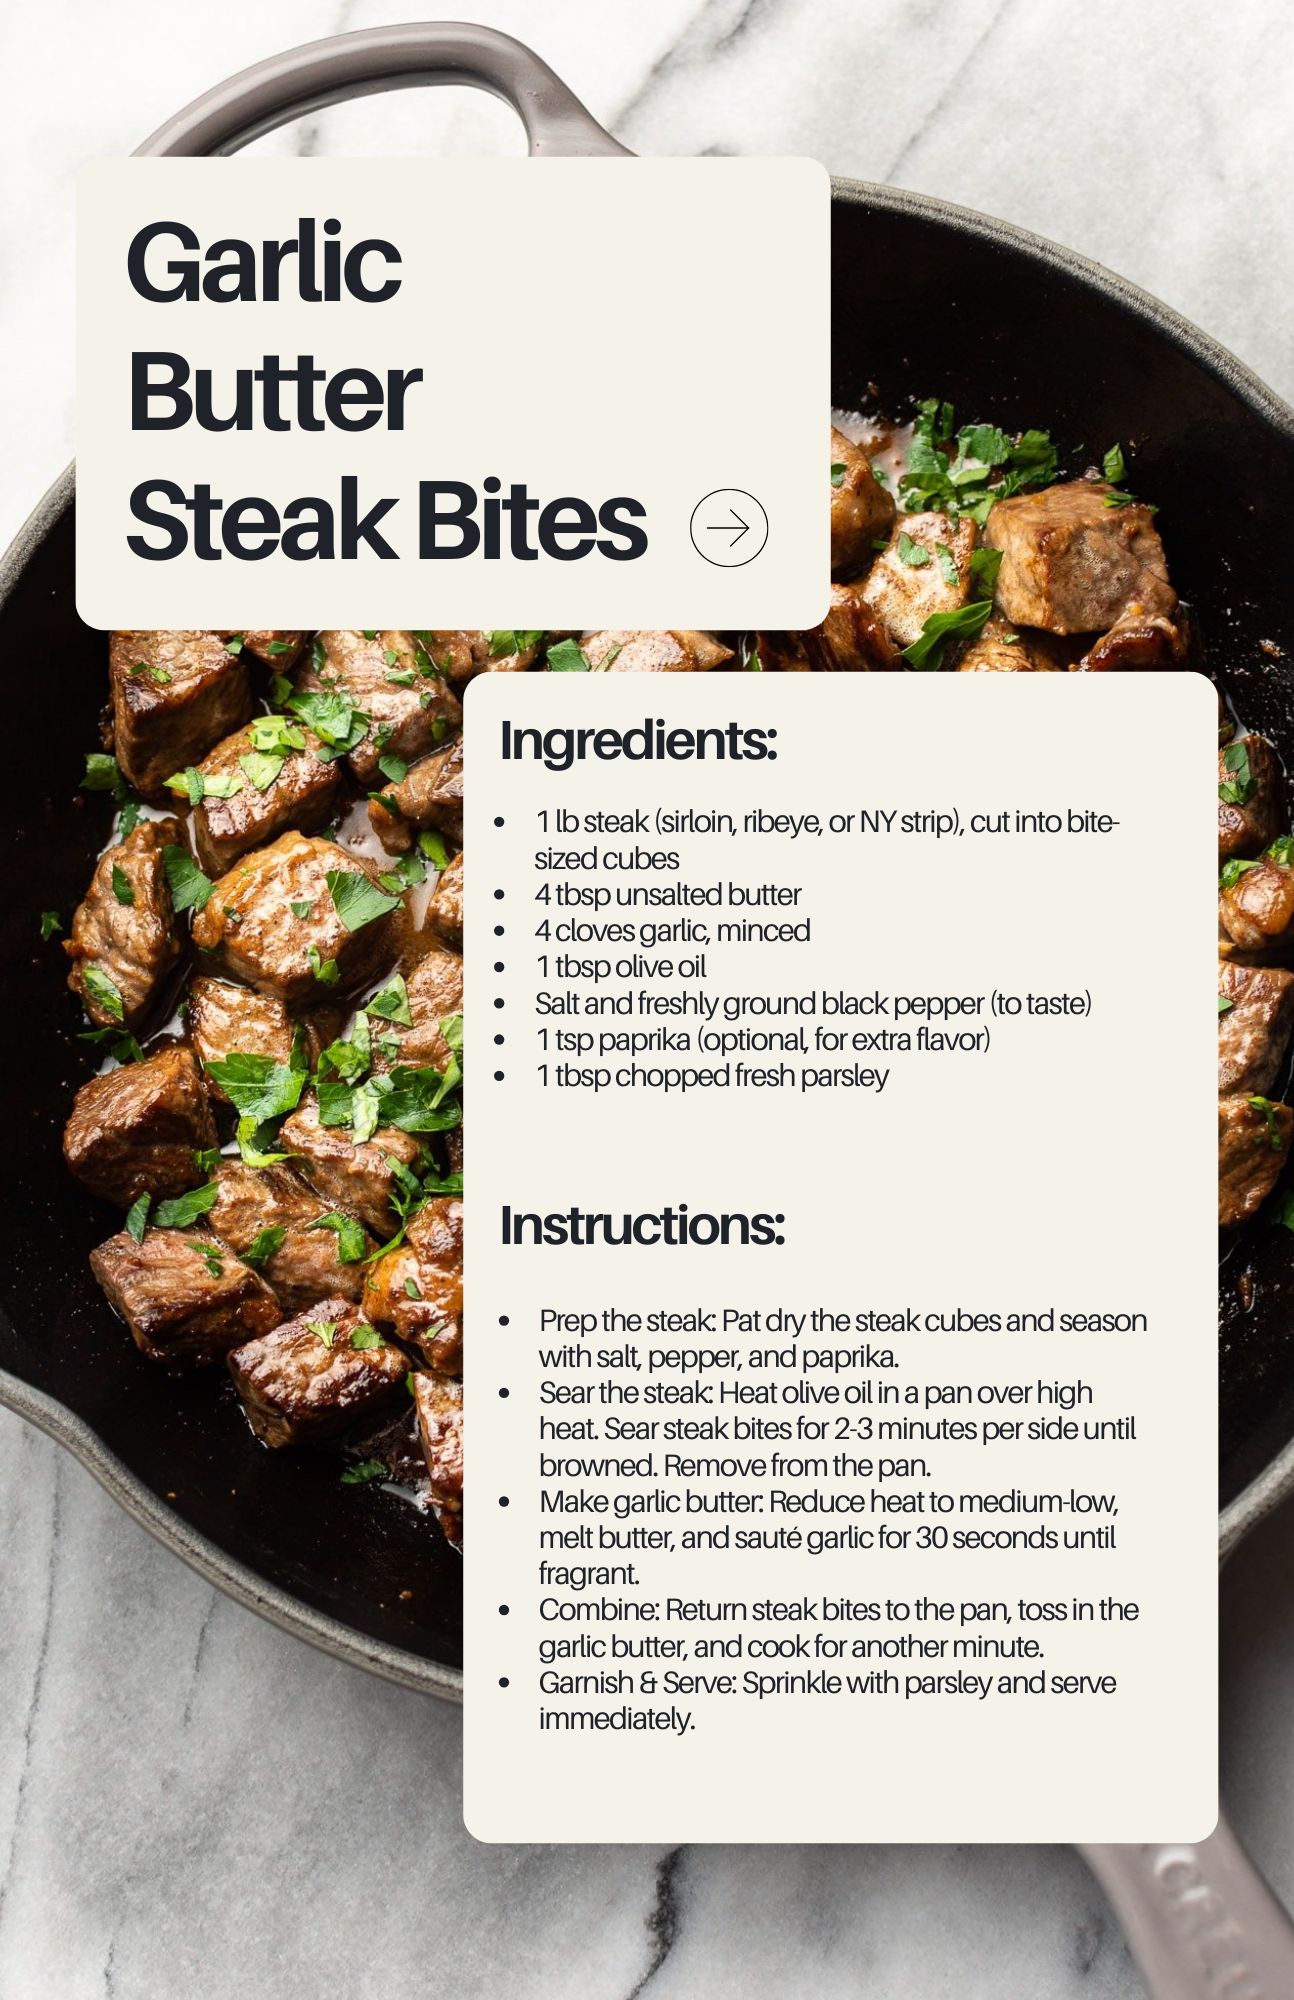 Garlic
Butter
Steak Bites
Ingredients:
• 1 lb steak (sirloin, ribeye, or NY strip), cut into bite-
sized cubes
• 4 tbsp unsalted butter
• 4 cloves garlic, minced
• 1 tbsp olive oil
• Salt and freshly ground black pepper (to taste)
• 1 tsp paprika (optional, for extra flavor)
• 1 tbsp chopped fresh parsley
Instructions:
• Prep the steak: Pat dry the steak cubes and season
with salt, pepper, and paprika.
• Sear the steak: Heat olive oil in a pan over high
heat. Sear steak bites for 2-3 minutes per side until
browned. Remove from the pan.
• Make garlic butter: Reduce heat to medium-low,
melt butter, and sauté garlic for 30 seconds until
fragrant.
• Combine: Return steak bites to the pan, toss in the
garlic butter, and cook for another minute.
• Garnish & Serve: Sprinkle with parsley and serve
immediately.